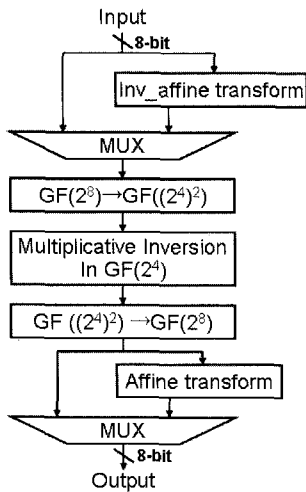 Input
8-bit
Inv_affine transform
MUX
GF(2⁸)→GF((2⁴)²)
Multiplicative Inversion
In GF(2⁴)
GF ((2⁴)²) →GF(2⁸)
Affine transform
MUX
8-bit
Output